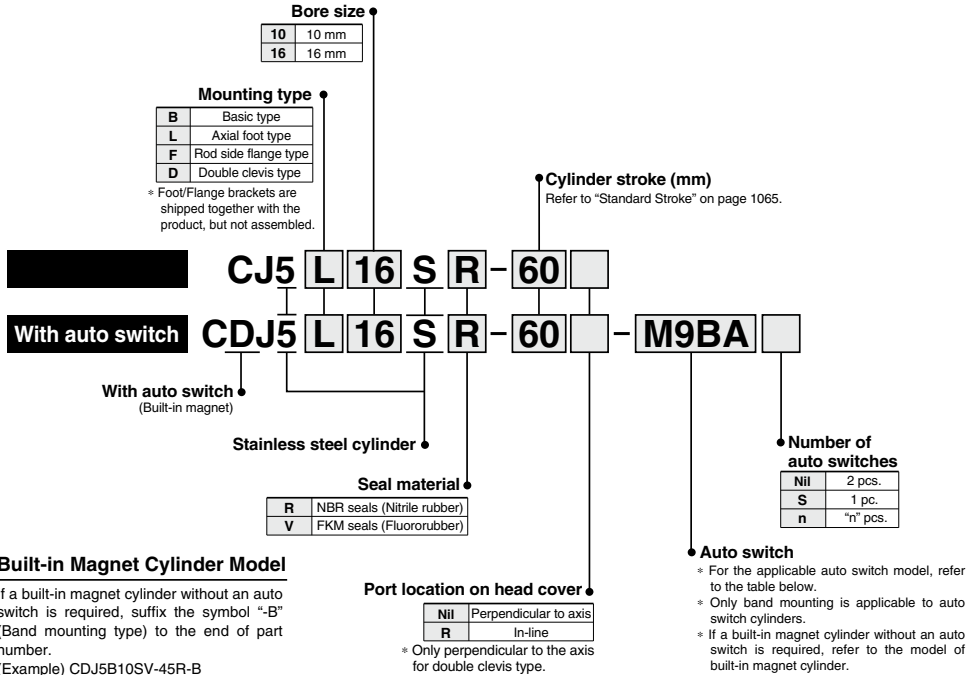 Bore size
10 10 mm
16 16 mm
Mounting type
B Basic type
L Axial foot type
F Rod side flange type
D Double clevis type
* Foot/Flange brackets are
shipped together with the
product, but not assembled.
Cylinder stroke (mm)
Refer to “Standard Stroke” on page 1065.
CJ5 L 16 S R – 60
With auto switch CDJ5 L 16 S R – 60 – M9BA
With auto switch
(Built-in magnet)
Stainless steel cylinder
Seal material
R NBR seals (Nitrile rubber)
V FKM seals (Fluororubber)
Number of
auto switches
Nil 2 pcs.
S 1 pc.
n “n” pcs.
Built-in Magnet Cylinder Model
If a built-in magnet cylinder without an auto
switch is required, suffix the symbol “-B”
(Band mounting type) to the end of part
number.
(Example) CDJ5B10SV-45R-B
Port location on head cover
Nil Perpendicular to axis
R In-line
* Only perpendicular to the axis
for double clevis type.
Auto switch
* For the applicable auto switch model, refer
to the table below.
* Only band mounting is applicable to auto
switch cylinders.
* If a built-in magnet cylinder without an auto
switch is required, refer to the model of
built-in magnet cylinder.